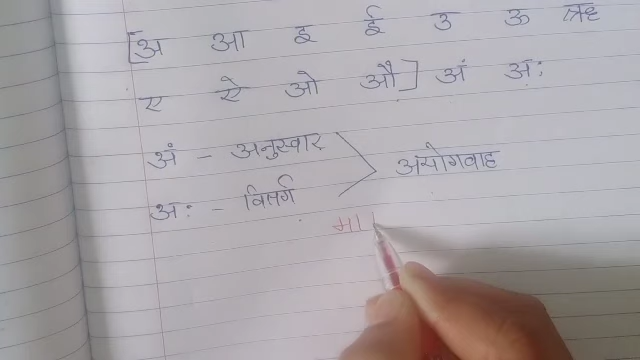 [अ आ इ ई उ ऊ ऋ
ए ऐ ओ औ] अं अः
अं - अनुस्वार
अयोगवाह
अः - विसर्ग
मा